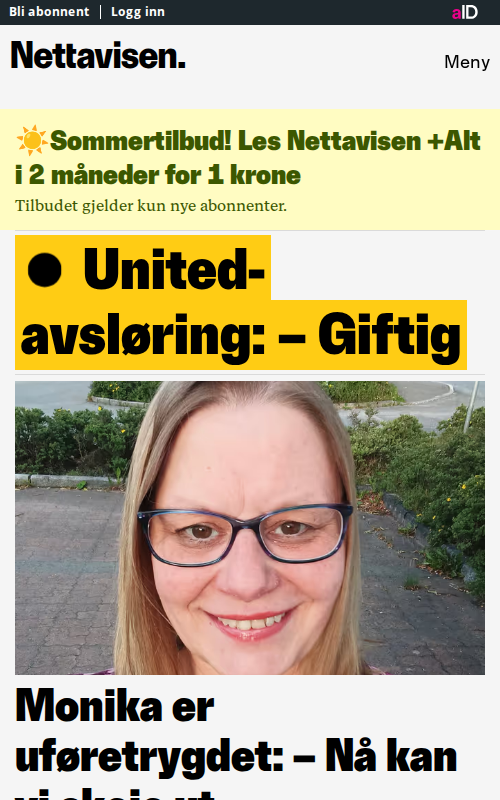 Bli abonnent | Logg inn
aID
Nettavisen.
Meny
☀️Sommertilbud! Les Nettavisen +Alt
i 2 måneder for 1 krone
Tilbudet gjelder kun nye abonnenter.
● United-
avsløring: – Giftig
Monika er
uføretrygdet: – Nå kan